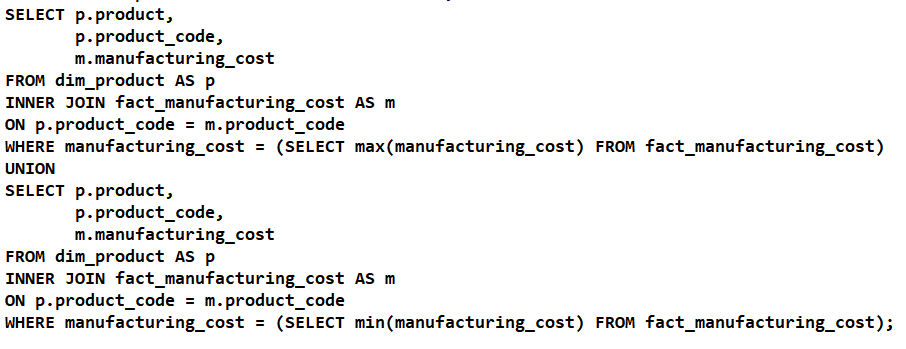 SELECT p.product,
       p.product_code,
       m.manufacturing_cost
FROM dim_product AS p
INNER JOIN fact_manufacturing_cost AS m
ON p.product_code = m.product_code
WHERE manufacturing_cost = (SELECT max(manufacturing_cost) FROM fact_manufacturing_cost)
UNION
SELECT p.product,
       p.product_code,
       m.manufacturing_cost
FROM dim_product AS p
INNER JOIN fact_manufacturing_cost AS m
ON p.product_code = m.product_code
WHERE manufacturing_cost = (SELECT min(manufacturing_cost) FROM fact_manufacturing_cost);